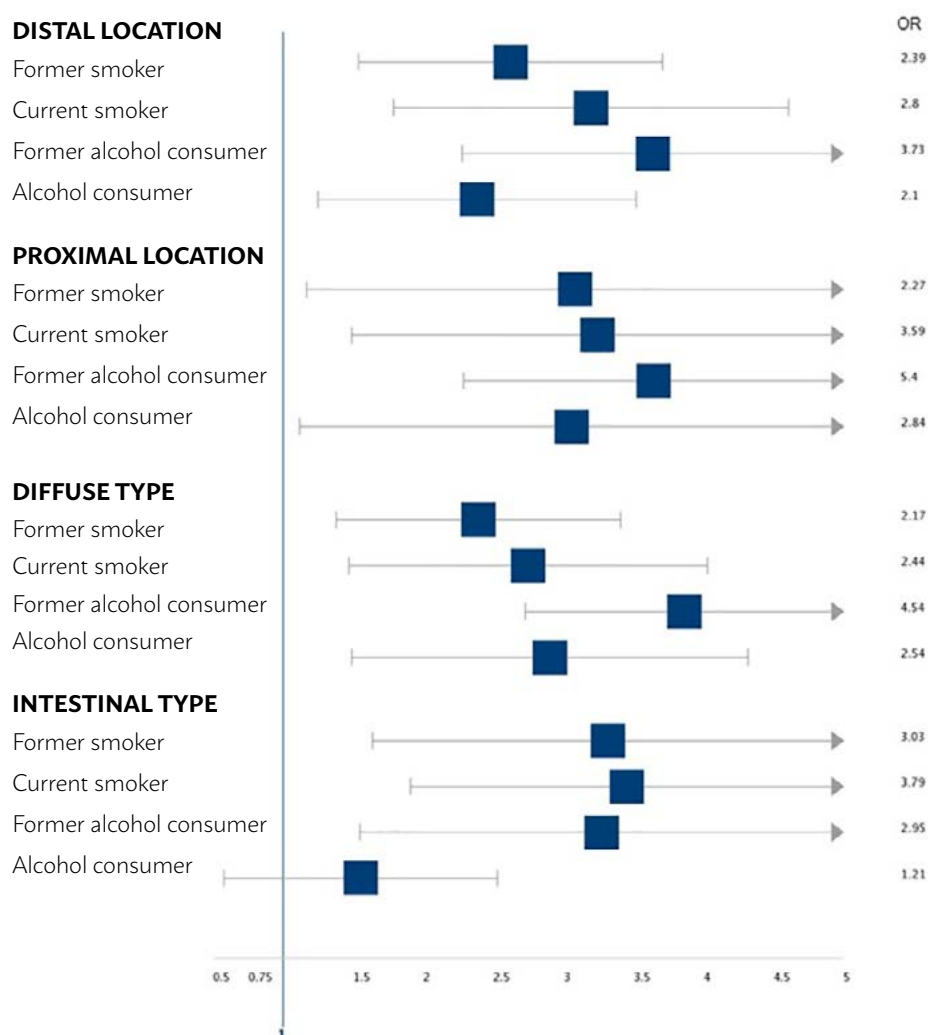 OR
DISTAL LOCATION
Former smoker 2.39
Current smoker 2.8
Former alcohol consumer 3.73
Alcohol consumer 2.1
PROXIMAL LOCATION
Former smoker 2.27
Current smoker 3.59
Former alcohol consumer 5.4
Alcohol consumer 2.84
DIFFUSE TYPE
Former smoker 2.17
Current smoker 2.44
Former alcohol consumer 4.54
Alcohol consumer 2.54
INTESTINAL TYPE
Former smoker 3.03
Current smoker 3.79
Former alcohol consumer 2.95
Alcohol consumer 1.21
0.5 0.75 1.5 2 2.5 3 3.5 4 4.5 5
1